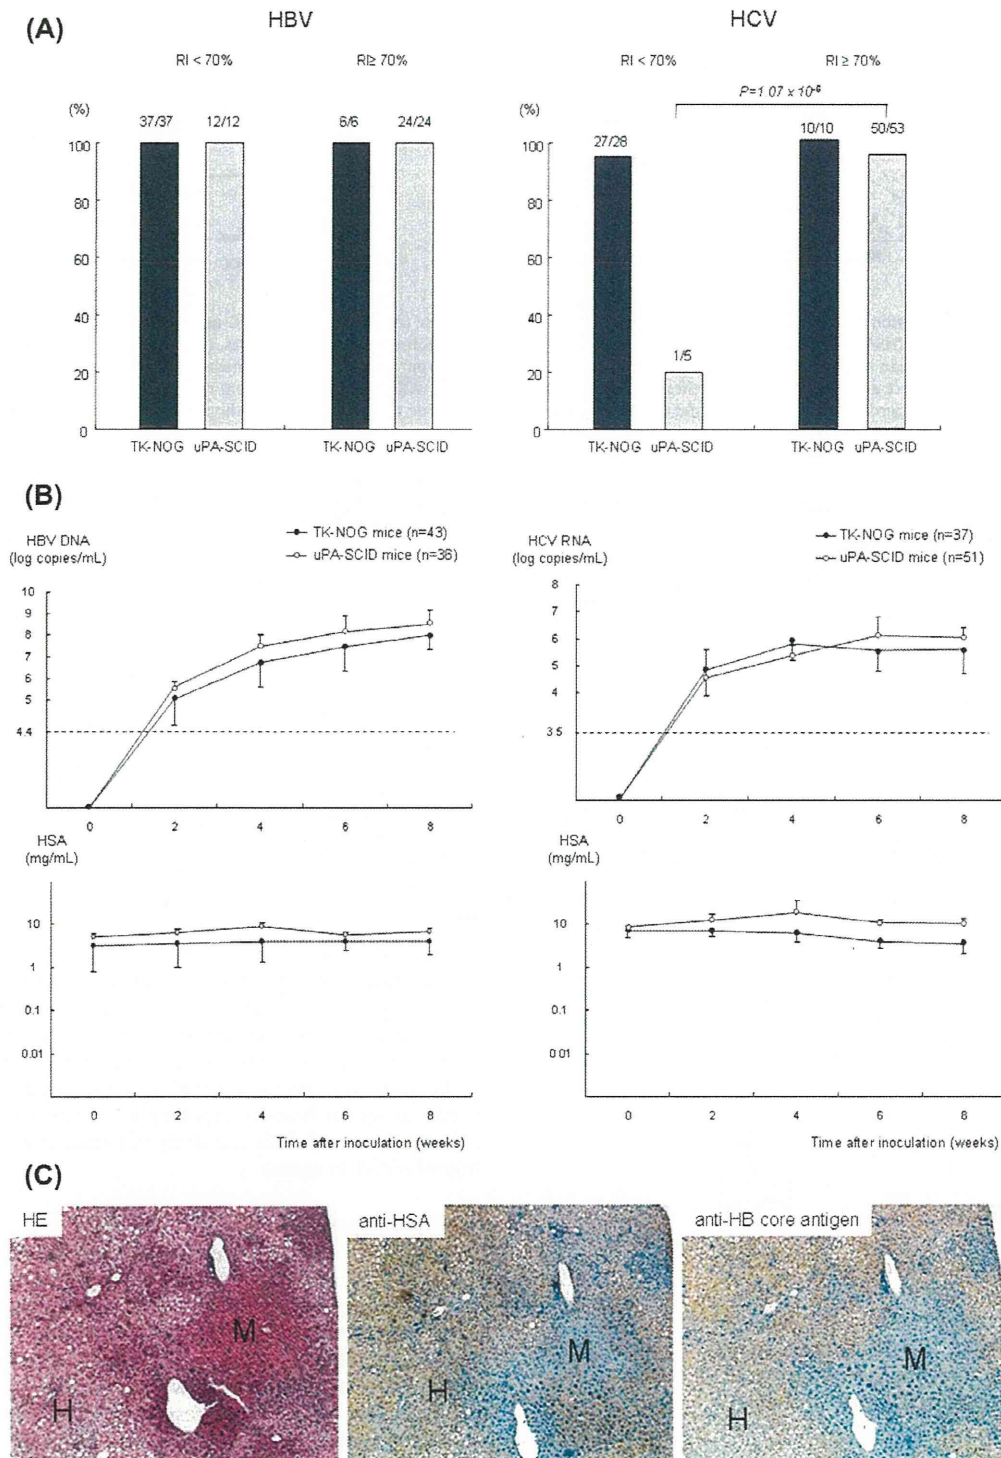 (A)
HBV
HCV
RI < 70%
RI≥ 70%
RI < 70%
RI ≥ 70%
P=1.07 x 10-6
(%)
37/37
12/12
6/6
24/24
(%)
27/28
1/5
10/10
50/53
100
80
60
40
20
0
100
80
60
40
20
0
TK-NOG
uPA-SCID
TK-NOG
uPA-SCID
TK-NOG
uPA-SCID
TK-NOG
uPA-SCID
(B)
HBV DNA
(log copies/mL)
TK-NOG mice (n=43)
uPA-SCID mice (n=36)
10
9
8
7
6
5
4.4
0
2
4
6
8
HCV RNA
(log copies/mL)
TK-NOG mice (n=37)
uPA-SCID mice (n=51)
8
7
6
5
4
3.5
0
2
4
6
8
HSA
(mg/mL)
10
1
0.1
0.01
0
2
4
6
8
Time after inoculation (weeks)
HSA
(mg/mL)
10
1
0.1
0.01
0
2
4
6
8
Time after inoculation (weeks)
(C)
HE
M
H
anti-HSA
M
H
anti-HB core antigen
M
H